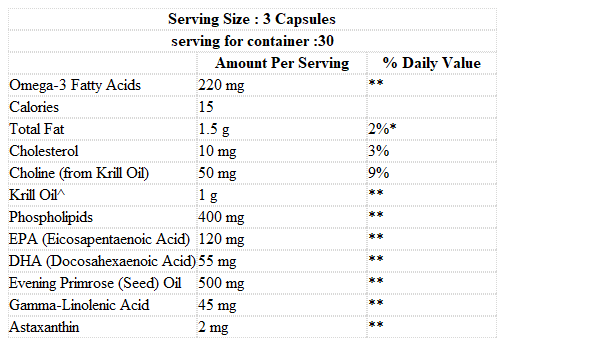 Serving Size : 3 Capsules
serving for container :30
Amount Per Serving % Daily Value
Omega-3 Fatty Acids 220 mg **
Calories 15
Total Fat 1.5 g 2%*
Cholesterol 10 mg 3%
Choline (from Krill Oil) 50 mg 9%
Krill Oil^ 1 g **
Phospholipids 400 mg **
EPA (Eicosapentaenoic Acid) 120 mg **
DHA (Docosahexaenoic Acid) 55 mg **
Evening Primrose (Seed) Oil 500 mg **
Gamma-Linolenic Acid 45 mg **
Astaxanthin 2 mg **